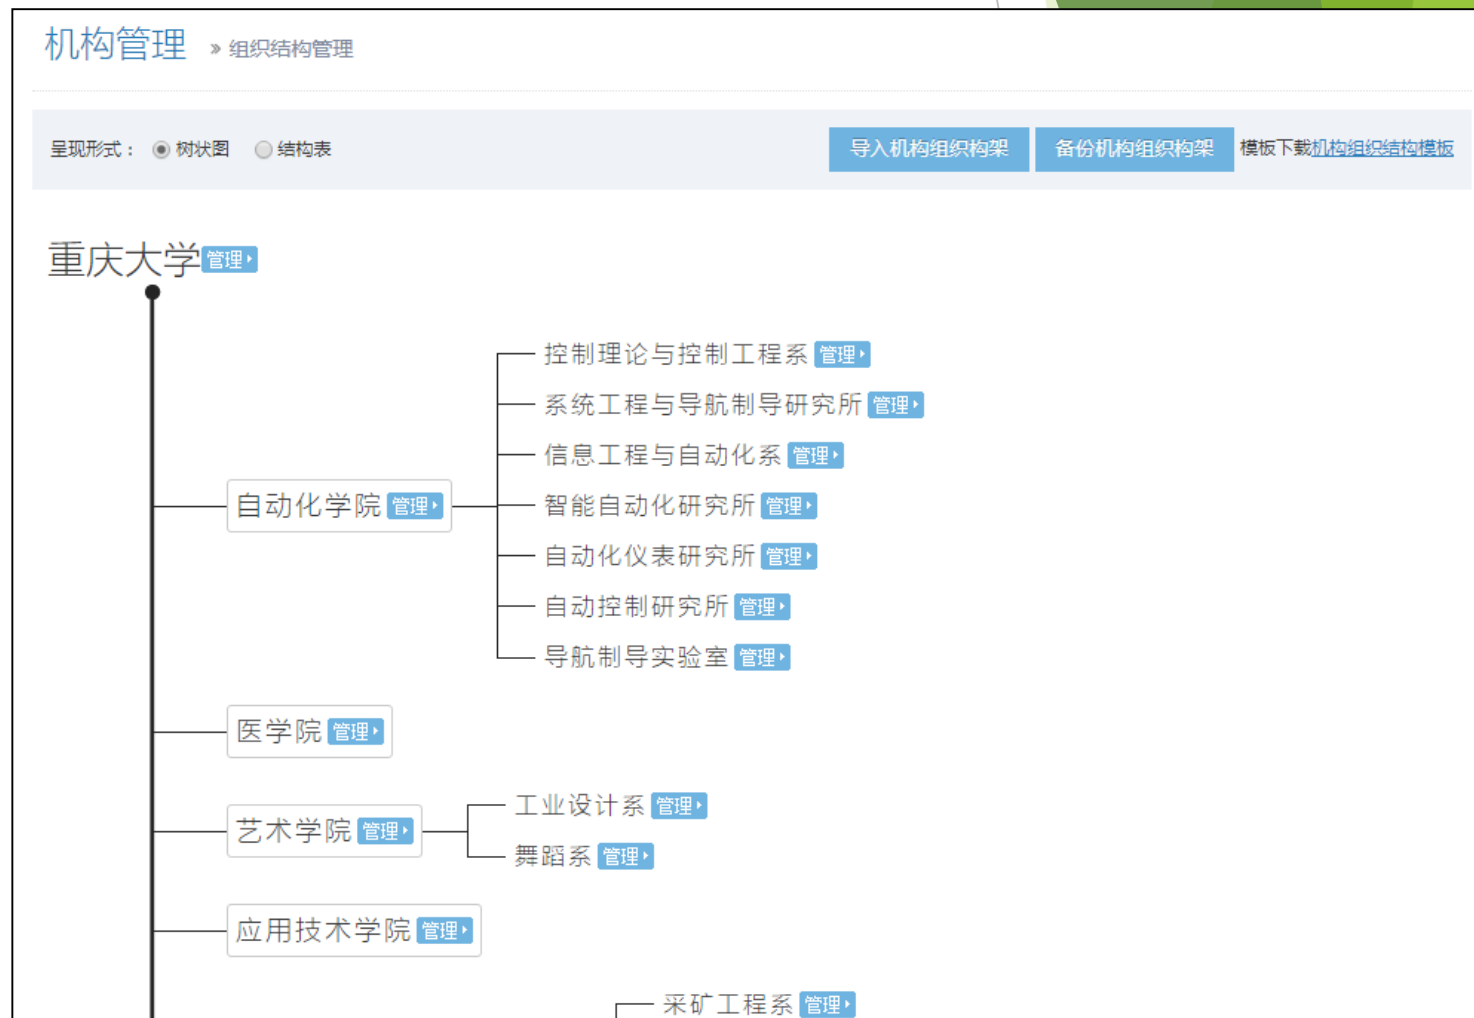 机构管理 » 组织结构管理
呈现形式： 树状图 结构表 导入机构组织构架 备份机构组织构架 模板下载机构组织结构模板
重庆大学 管理
控制理论与控制工程系 管理
系统工程与导航制导研究所 管理
信息工程与自动化系 管理
自动化学院 管理 智能自动化研究所 管理
自动化仪表研究所 管理
自动控制研究所 管理
导航制导实验室 管理
医学院 管理
工业设计系 管理
艺术学院 管理
舞蹈系 管理
应用技术学院 管理
采矿工程系 管理